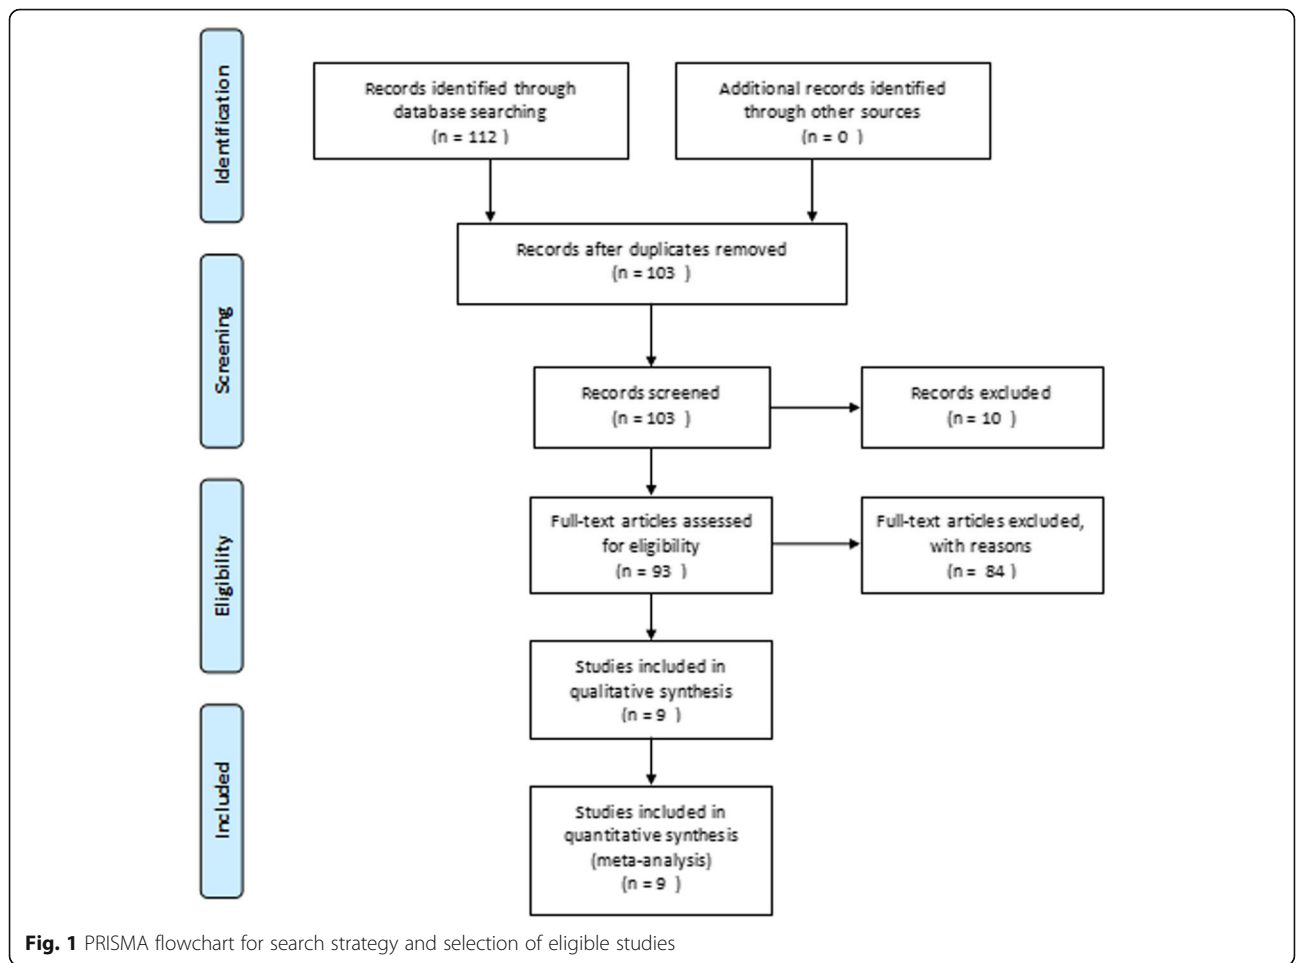 Identification
Records identified through
database searching
(n = 112 )
Additional records identified
through other sources
(n = 0 )
Records after duplicates removed
(n = 103 )
Screening
Records screened
(n = 103 )
Records excluded
(n = 10 )
Eligibility
Full-text articles assessed
for eligibility
(n = 93 )
Full-text articles excluded,
with reasons
(n = 84 )
Studies included in
qualitative synthesis
(n = 9 )
Included
Studies included in
quantitative synthesis
(meta-analysis)
(n = 9 )
Fig. 1 PRISMA flowchart for search strategy and selection of eligible studies